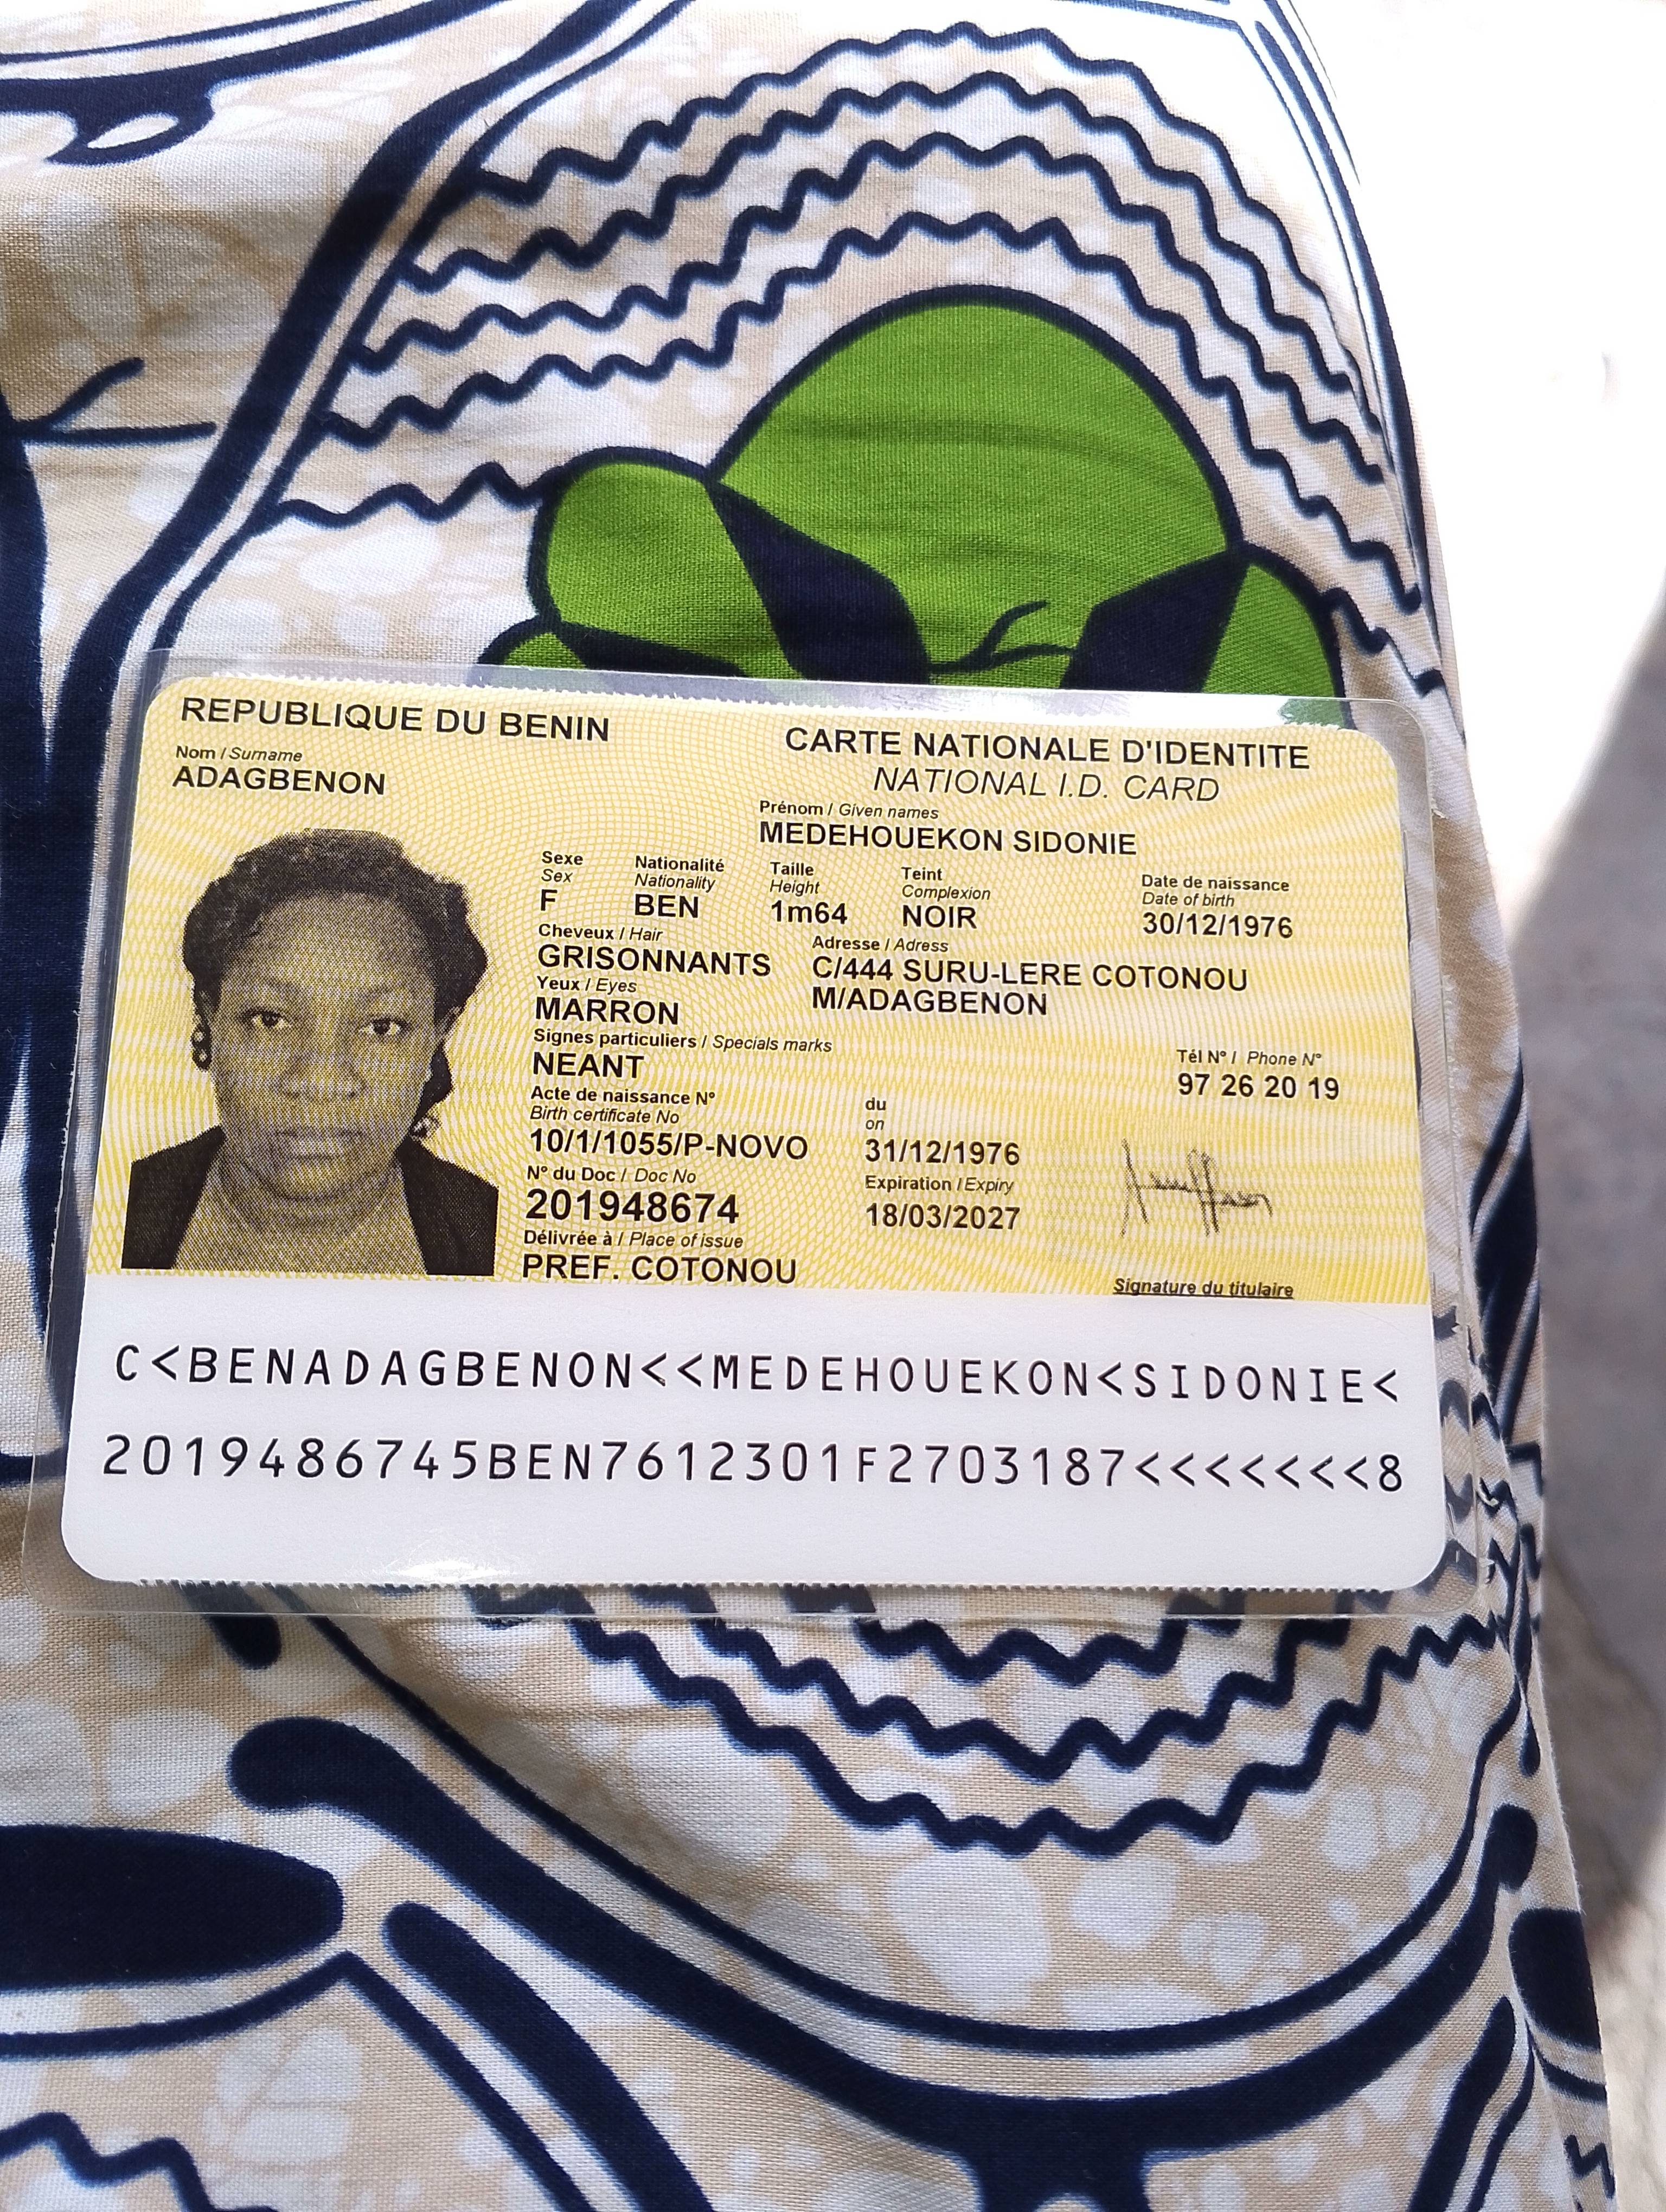 REPUBLIQUE DU BENIN
CARTE NATIONALE D'IDENTITE
NATIONAL I.D. CARD
Nom / Surname
ADAGBENON
Prénom / Given names
MEDEHOUEKON SIDONIE
Sexe
Sex
F
Nationalité
Nationality
BEN
Taille
Height
1m64
Teint
Complexion
NOIR
Date de naissance
Date of birth
30/12/1976
Cheveux / Hair
GRISONNANTS
Adresse / Adress
C/444 SURU-LERE COTONOU
M/ADAGBENON
Yeux / Eyes
MARRON
Signes particuliers / Specials marks
NEANT
Tél N° / Phone N°
97 26 20 19
Acte de naissance N°
Birth certificate No
10/1/1055/P-NOVO
du
on
31/12/1976
N° du Doc / Doc No
201948674
Expiration / Expiry
18/03/2027
Délivrée à / Place of issue
PREF. COTONOU
Signature du titulaire
C<BENADAGBENON<<MEDEHOUEKON<SIDONIE<
2019486745BEN7612301F2703187<<<<<<<8